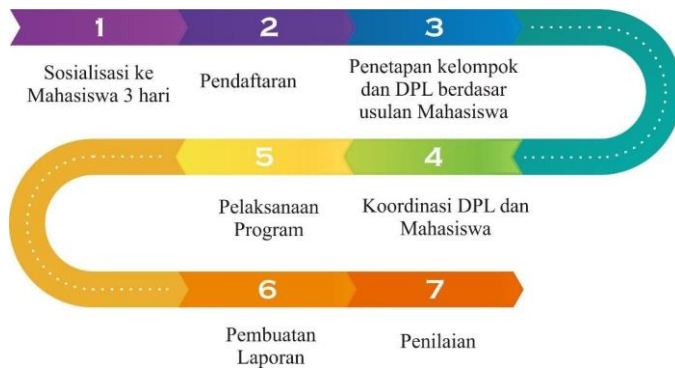 1
Sosialisasi ke
Mahasiswa 3 hari
2
Pendaftaran
3
Penetapan kelompok
dan DPL berdasar
usulan Mahasiswa
4
Koordinasi DPL dan
Mahasiswa
5
Pelaksanaan
Program
6
Pembuatan
Laporan
7
Penilaian